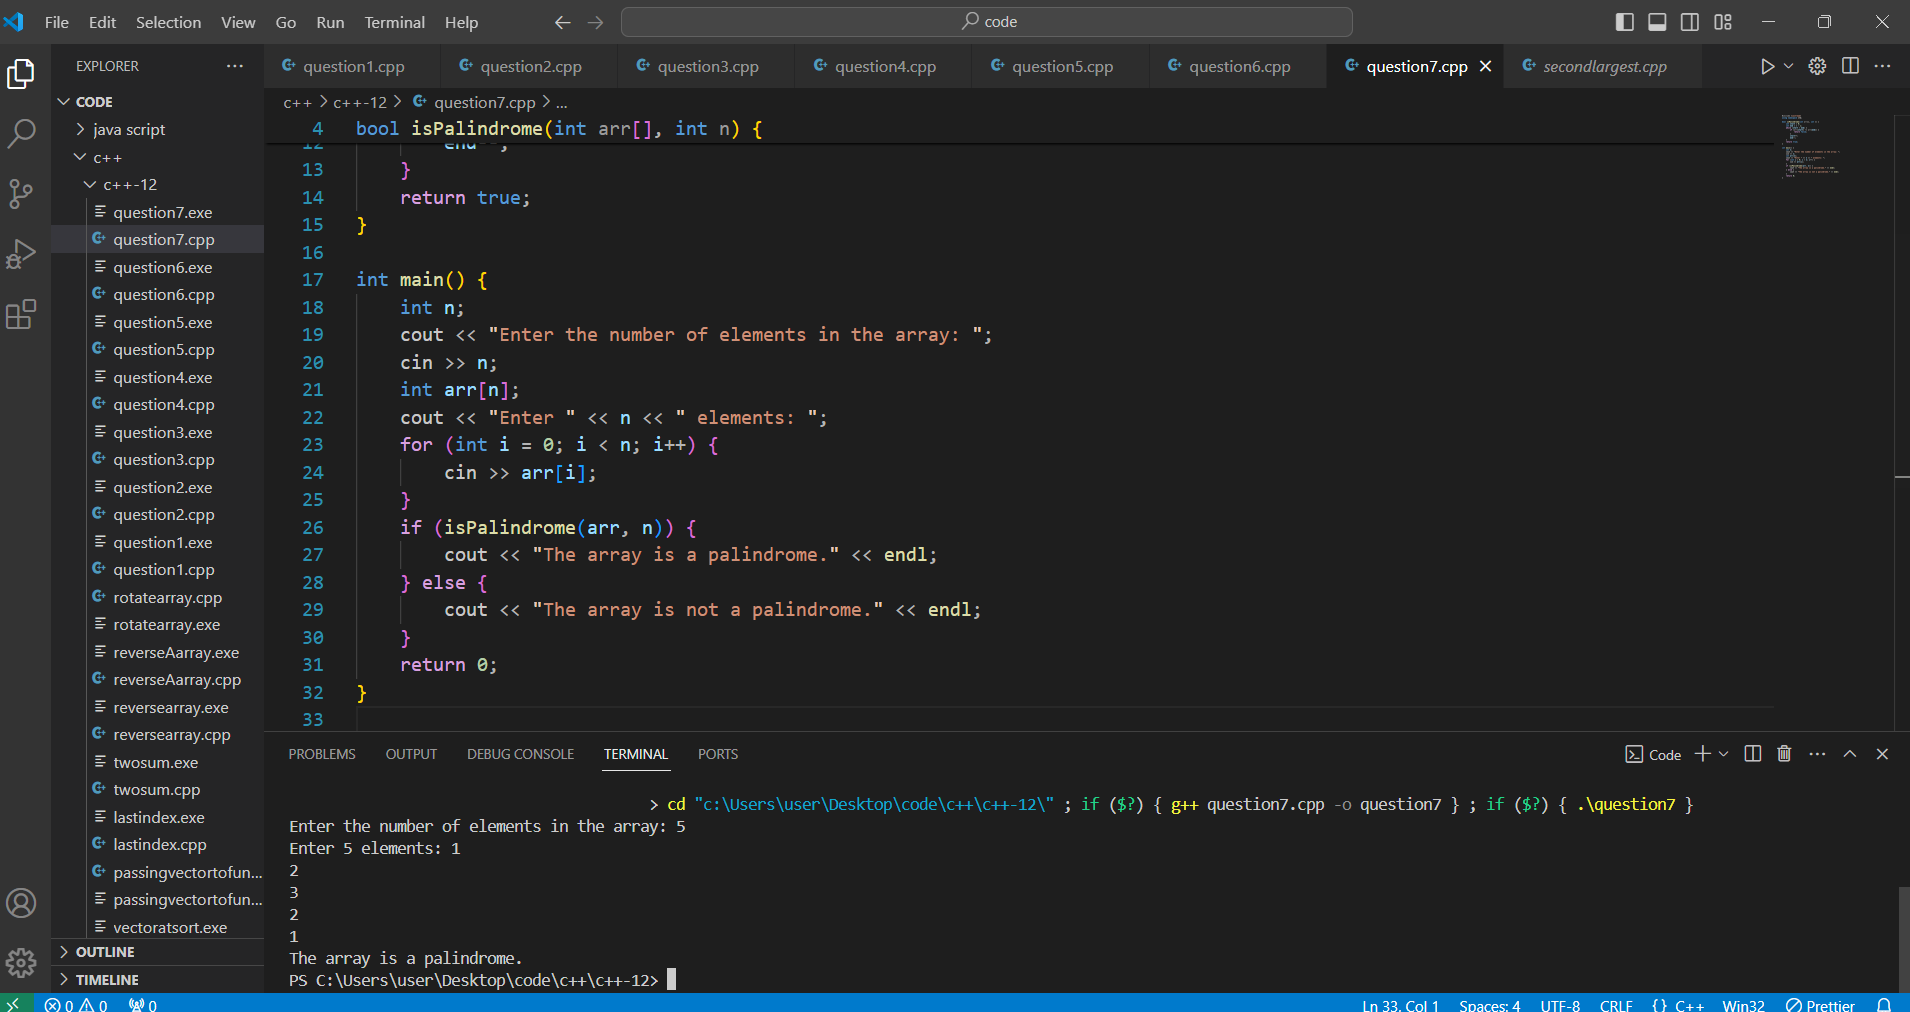 File Edit Selection View Go Run Terminal Help
code
EXPLORER
question1.cpp question2.cpp question3.cpp question4.cpp question5.cpp question6.cpp question7.cpp secondlargest.cpp
CODE
java script
c++
c++-12
question7.exe
question7.cpp
question6.exe
question6.cpp
question5.exe
question5.cpp
question4.exe
question4.cpp
question3.exe
question3.cpp
question2.exe
question2.cpp
question1.exe
question1.cpp
rotatearray.cpp
rotatearray.exe
reverseAarray.exe
reverseAarray.cpp
reversearray.exe
reversearray.cpp
twosum.exe
twosum.cpp
lastindex.exe
lastindex.cpp
passingvectortofun...
passingvectortofun...
vectoratsort.exe
OUTLINE
TIMELINE
c++ > c++-12 > question7.cpp > ...
4 bool isPalindrome(int arr[], int n) {
12 end--;
13 }
14 return true;
15 }
16
17 int main() {
18 int n;
19 cout << "Enter the number of elements in the array: ";
20 cin >> n;
21 int arr[n];
22 cout << "Enter " << n << " elements: ";
23 for (int i = 0; i < n; i++) {
24 cin >> arr[i];
25 }
26 if (isPalindrome(arr, n)) {
27 cout << "The array is a palindrome." << endl;
28 } else {
29 cout << "The array is not a palindrome." << endl;
30 }
31 return 0;
32 }
33
PROBLEMS OUTPUT DEBUG CONSOLE TERMINAL PORTS
Code
> cd "c:\Users\user\Desktop\code\c++\c++-12\" ; if ($?) { g++ question7.cpp -o question7 } ; if ($?) { .\question7 }
Enter the number of elements in the array: 5
Enter 5 elements: 1
2
3
2
1
The array is a palindrome.
PS C:\Users\user\Desktop\code\c++\c++-12>
0 0 0
Ln 33, Col 1 Spaces: 4 UTF-8 CRLF {} C++ Win32 Prettier